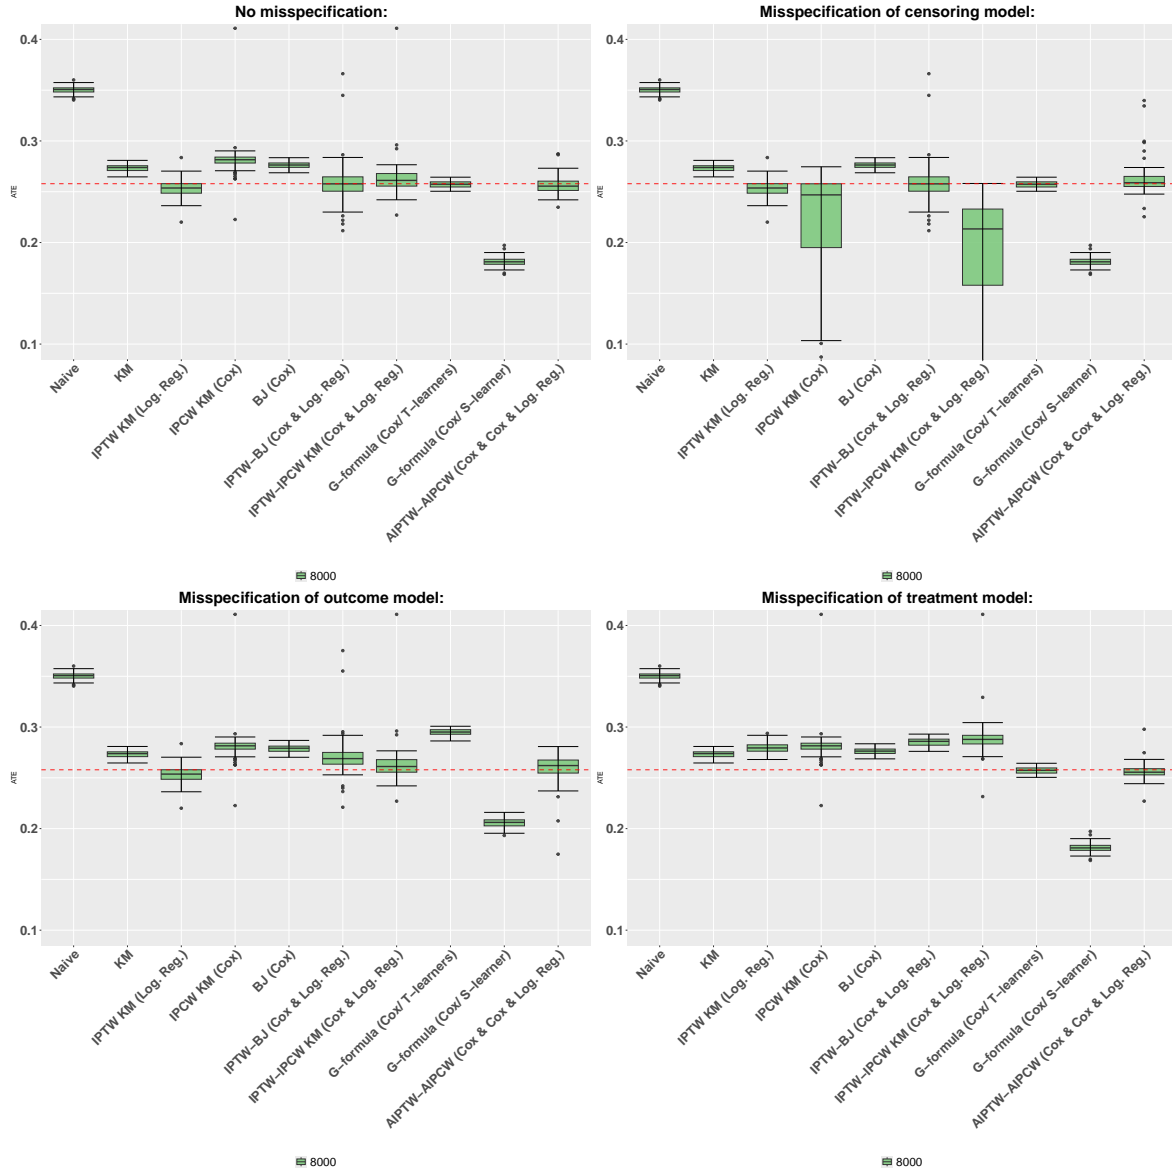 No misspecification:
ATE
0.4
0.3
0.2
0.1
Naive
KM
IPTW KM (Log. Reg.)
IPCW KM (Cox)
BJ (Cox)
IPTW−BJ (Cox & Log. Reg.)
IPTW−IPCW KM (Cox & Log. Reg.)
G−formula (Cox/ T−learners)
G−formula (Cox/ S−learner)
AIPTW−AIPCW (Cox & Cox & Log. Reg.)
8000
Misspecification of censoring model:
ATE
0.4
0.3
0.2
0.1
Naive
KM
IPTW KM (Log. Reg.)
IPCW KM (Cox)
BJ (Cox)
IPTW−BJ (Cox & Log. Reg.)
IPTW−IPCW KM (Cox & Log. Reg.)
G−formula (Cox/ T−learners)
G−formula (Cox/ S−learner)
AIPTW−AIPCW (Cox & Cox & Log. Reg.)
8000
Misspecification of outcome model:
ATE
0.4
0.3
0.2
0.1
Naive
KM
IPTW KM (Log. Reg.)
IPCW KM (Cox)
BJ (Cox)
IPTW−BJ (Cox & Log. Reg.)
IPTW−IPCW KM (Cox & Log. Reg.)
G−formula (Cox/ T−learners)
G−formula (Cox/ S−learner)
AIPTW−AIPCW (Cox & Cox & Log. Reg.)
8000
Misspecification of treatment model:
ATE
0.4
0.3
0.2
0.1
Naive
KM
IPTW KM (Log. Reg.)
IPCW KM (Cox)
BJ (Cox)
IPTW−BJ (Cox & Log. Reg.)
IPTW−IPCW KM (Cox & Log. Reg.)
G−formula (Cox/ T−learners)
G−formula (Cox/ S−learner)
AIPTW−AIPCW (Cox & Cox & Log. Reg.)
8000